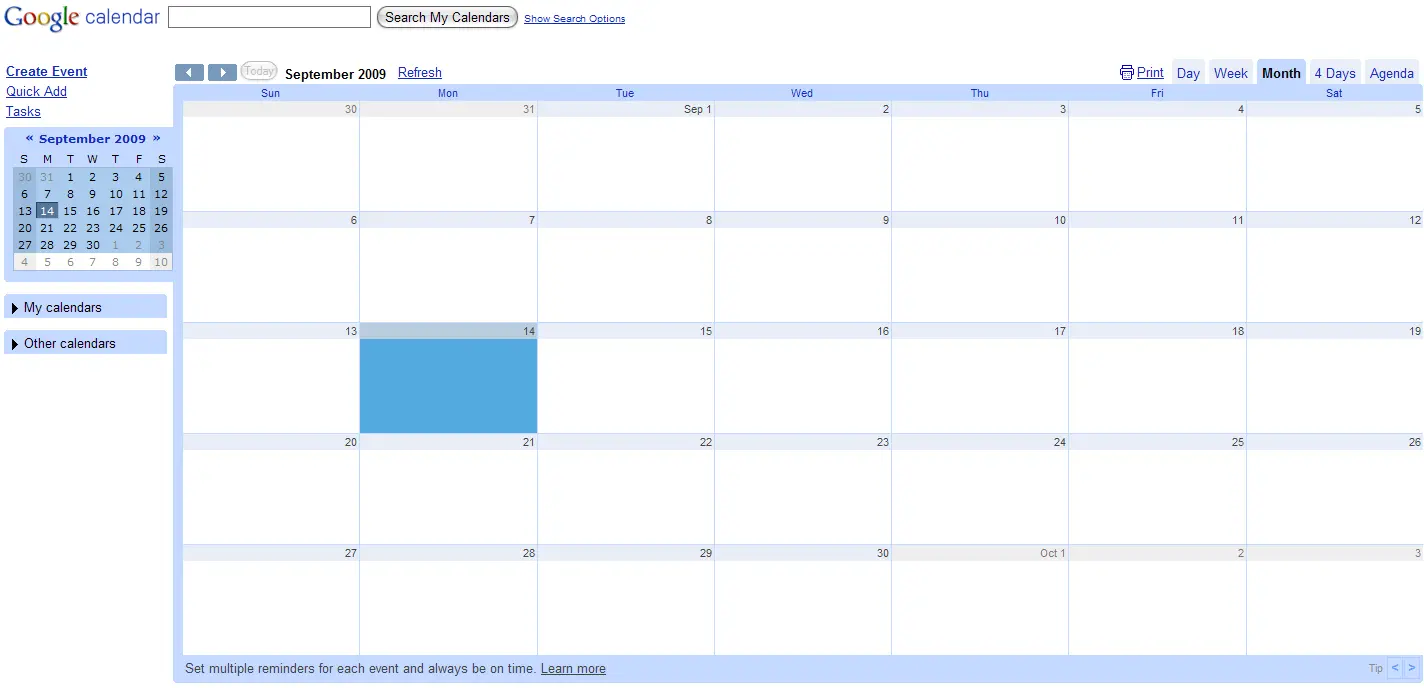 Google calendar Search My Calendars Show Search Options
Create Event
Quick Add
Tasks
« September 2009 »
S M T W T F S
30 31 1 2 3 4 5
6 7 8 9 10 11 12
13 14 15 16 17 18 19
20 21 22 23 24 25 26
27 28 29 30 1 2 3
4 5 6 7 8 9 10
My calendars
Other calendars
Today September 2009 Refresh Print Day Week Month 4 Days Agenda
Sun Mon Tue Wed Thu Fri Sat
30 31 Sep 1 2 3 4 5
6 7 8 9 10 11 12
13 14 15 16 17 18 19
20 21 22 23 24 25 26
27 28 29 30 Oct 1 2 3
Set multiple reminders for each event and always be on time. Learn more Tip < >